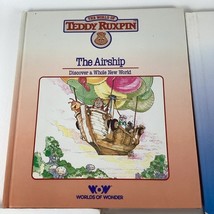 THE WORLD OF
TEDDY RUXPIN
The Airship
Discover a Whole New World
WOW
WORLDS OF WONDER